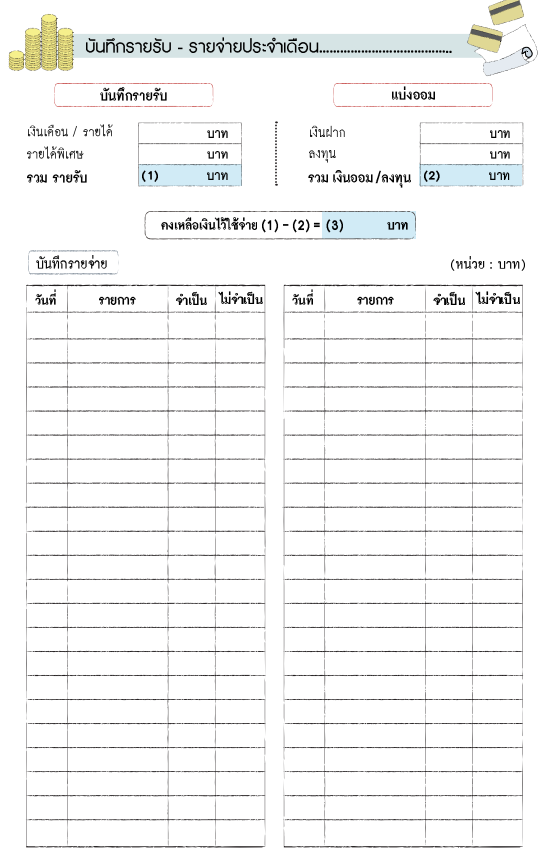 บันทึกรายรับ - รายจ่ายประจำเดือน......................................
บันทึกรายรับ
แบ่งออม
เงินเดือน / รายได้ บาท
เงินฝาก บาท
รายได้พิเศษ บาท
ลงทุน บาท
รวม รายรับ (1) บาท
รวม เงินออม/ลงทุน (2) บาท
คงเหลือเงินไว้ใช้จ่าย (1) - (2) = (3) บาท
บันทึกรายจ่าย
(หน่วย : บาท)
วันที่ รายการ จำเป็น ไม่จำเป็น วันที่ รายการ จำเป็น ไม่จำเป็น